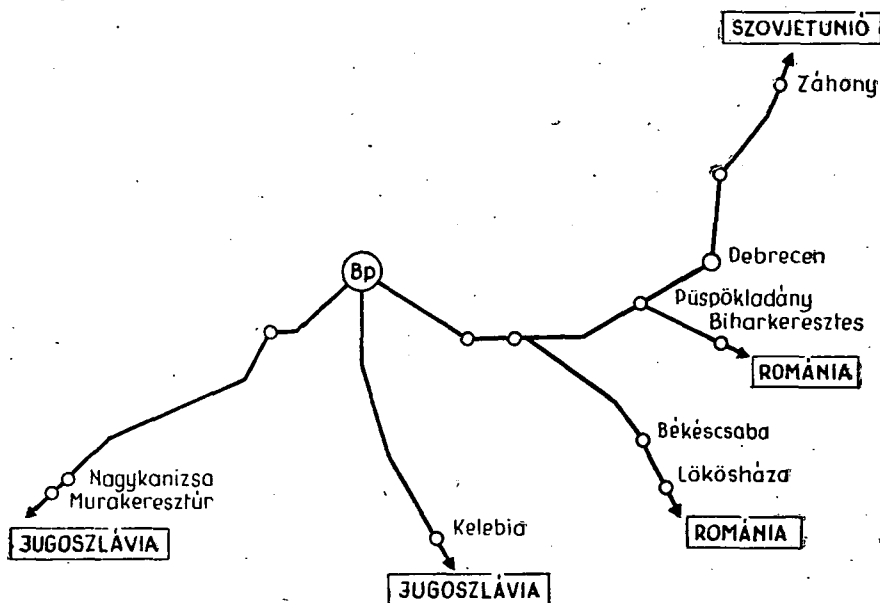 SZOVJETUNIÓ
Záhony
Debrecen
Bp
Püspökladány
Biharkeresztes
ROMÁNIA
Békéscsaba
Lökösháza
ROMÁNIA
Nagykanizsa
Murakeresztúr
JUGOSZLÁVIA
Kelebia
JUGOSZLÁVIA